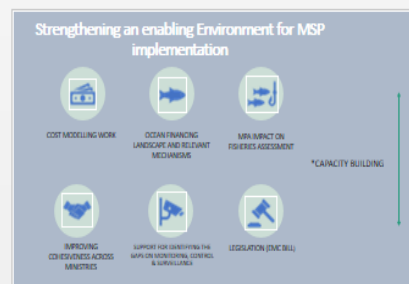 Strengthening an enabling Environment for MSP
implementation
COST MODELLING WORK
OCEAN FINANCING
LANDSCAPE AND RELEVANT
MECHANISMS
MPA IMPACT ON
FISHERIES ASSESSMENT
*CAPACITY BUILDING
IMPROVING
COHESIVENESS ACROSS
MINISTRIES
SUPPORT FOR IDENTIFYING THE
GAPS ON MONITORING, CONTROL
& SURVEILLANCE
LEGISLATION (EMC BILL)